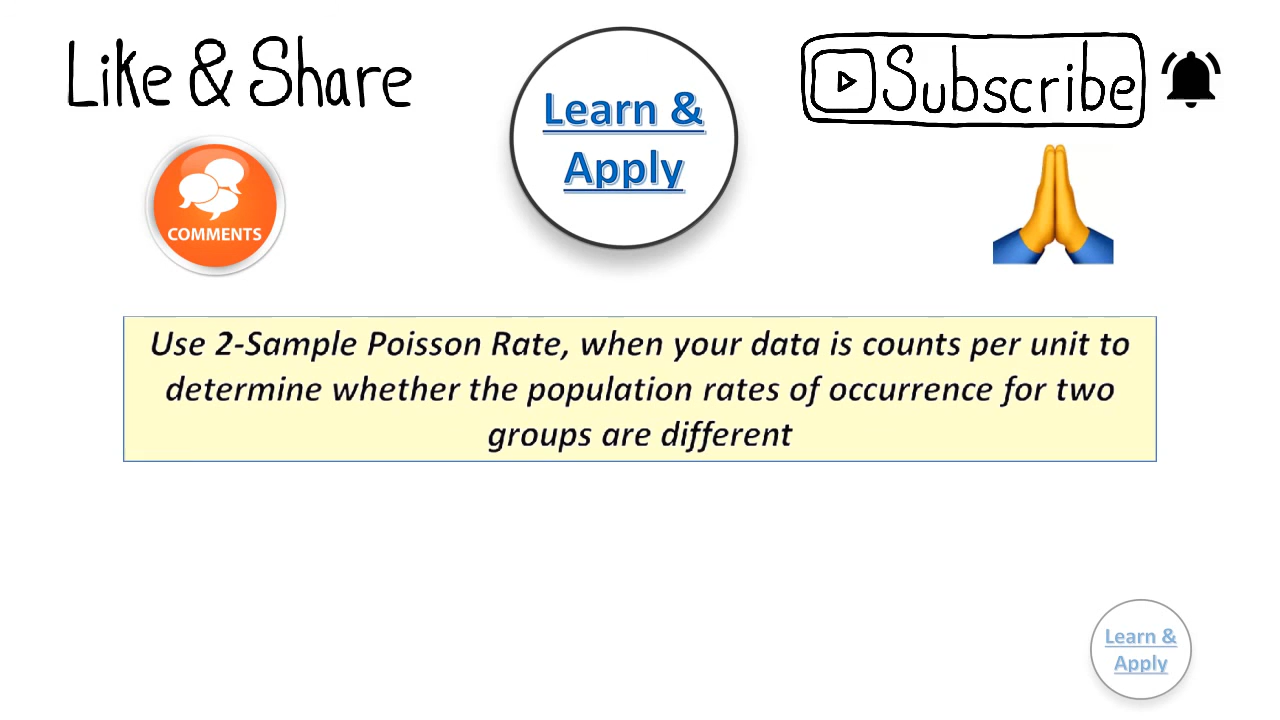 Like & Share
Learn &
Apply
Subscribe
COMMENTS
Use 2-Sample Poisson Rate, when your data is counts per unit to
determine whether the population rates of occurrence for two
groups are different
Learn &
Apply